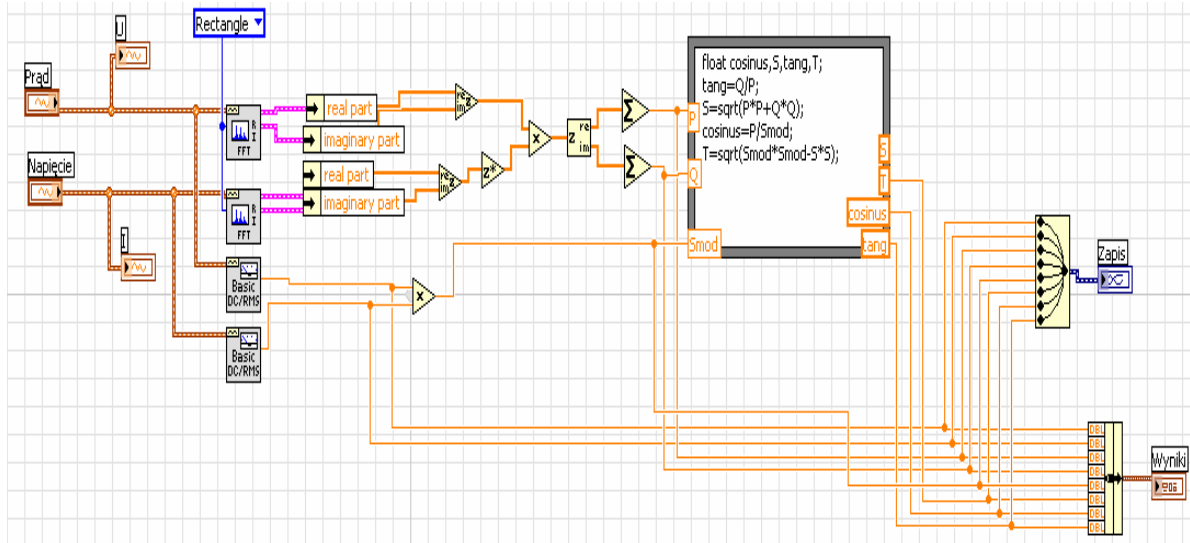 U
Rectangle
Prąd
real part
imaginary part
re
im
z
R
I
FFT
x
z
re
im
Σ
Napięcie
real part
imaginary part
re
im
z
z*
Σ
R
I
FFT
float cosinus,S,tang,T;
tang=Q/P;
S=sqrt(P*P+Q*Q);
cosinus=P/Smod;
T=sqrt(Smod*Smod-S*S);
P
Q
Smod
S
T
cosinus
tang
I
Basic
DC/RMS
x
Basic
DC/RMS
Zapis
DBL
DBL
DBL
DBL
DBL
DBL
DBL
DBL
Wyniki